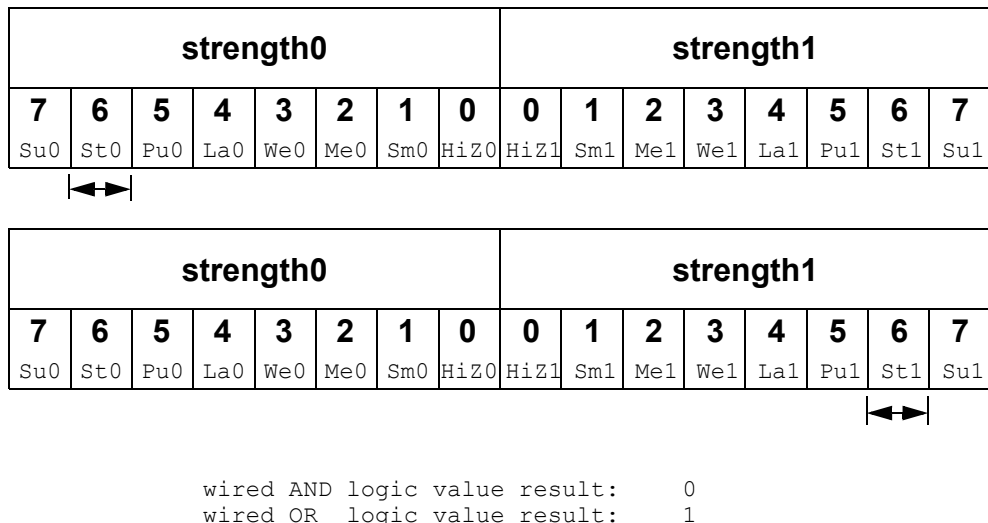 strength0 strength1
7 6 5 4 3 2 1 0 0 1 2 3 4 5 6 7
Su0 St0 Pu0 La0 We0 Me0 Sm0 HiZ0 HiZ1 Sm1 Me1 We1 La1 Pu1 St1 Su1
strength0 strength1
7 6 5 4 3 2 1 0 0 1 2 3 4 5 6 7
Su0 St0 Pu0 La0 We0 Me0 Sm0 HiZ0 HiZ1 Sm1 Me1 We1 La1 Pu1 St1 Su1
wired AND logic value result: 0
wired OR logic value result: 1